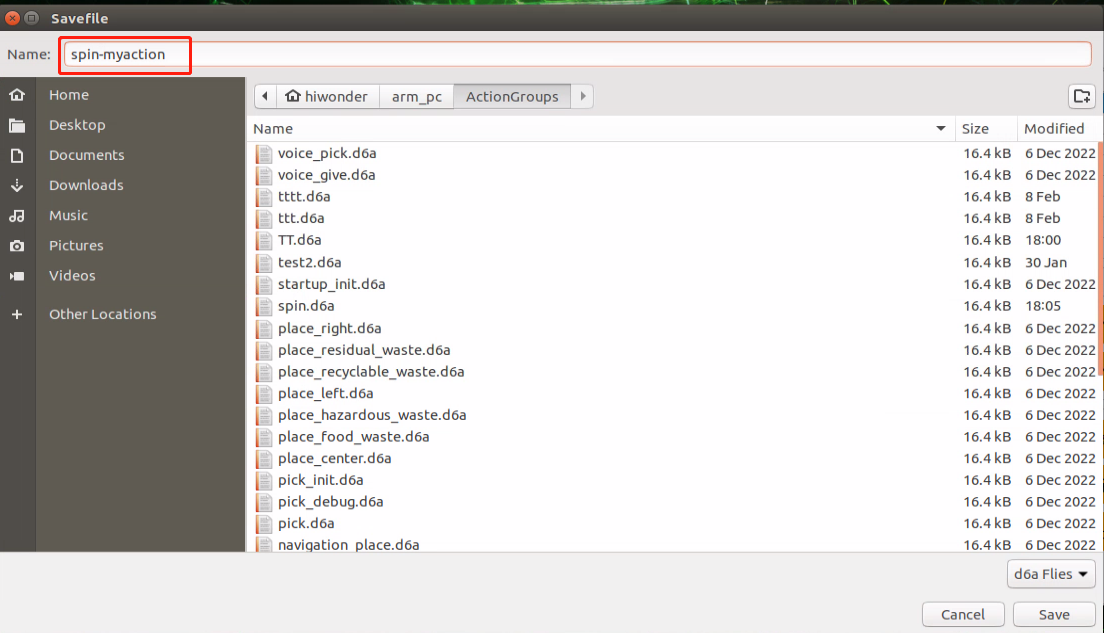 Savefile
Name: spin-myaction
Home
Desktop
Documents
Downloads
Music
Pictures
Videos
Other Locations
hiwonder arm_pc ActionGroups
Name Size Modified
voice_pick.d6a 16.4 kB 6 Dec 2022
voice_give.d6a 16.4 kB 6 Dec 2022
tttt.d6a 16.4 kB 8 Feb
ttt.d6a 16.4 kB 8 Feb
TT.d6a 16.4 kB 18:00
test2.d6a 16.4 kB 30 Jan
startup_init.d6a 16.4 kB 6 Dec 2022
spin.d6a 16.4 kB 18:05
place_right.d6a 16.4 kB 6 Dec 2022
place_residual_waste.d6a 16.4 kB 6 Dec 2022
place_recyclable_waste.d6a 16.4 kB 6 Dec 2022
place_left.d6a 16.4 kB 6 Dec 2022
place_hazardous_waste.d6a 16.4 kB 6 Dec 2022
place_food_waste.d6a 16.4 kB 6 Dec 2022
place_center.d6a 16.4 kB 6 Dec 2022
pick_init.d6a 16.4 kB 6 Dec 2022
pick_debug.d6a 16.4 kB 6 Dec 2022
pick.d6a 16.4 kB 6 Dec 2022
navigation_place.d6a 16.4 kB 6 Dec 2022
d6a Flies
Cancel Save